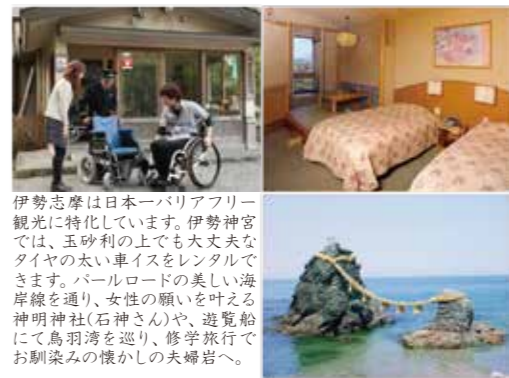 伊勢志摩は日本一バリアフリー
観光に特化しています。伊勢神宮
では、玉砂利の上でも大丈夫な
タイヤの太い車イスをレンタルで
きます。パールロードの美しい海
岸線を通り、女性の願いを叶える
神明神社(石神さん)や、遊覧船
にて鳥羽湾を巡り、修学旅行で
お馴染みの懐かしの夫婦岩へ。